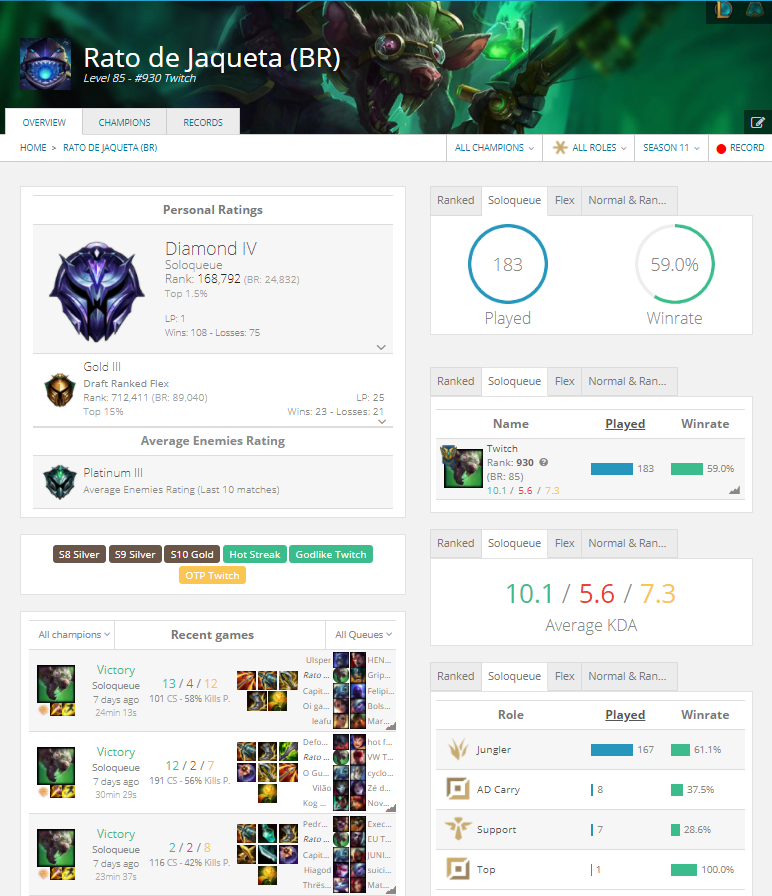 Rato de Jaqueta (BR)
Level 85 - #930 Twitch
OVERVIEW
CHAMPIONS
RECORDS
HOME > RATO DE JAQUETA (BR)
ALL CHAMPIONS
ALL ROLES
SEASON 11
RECORD
Personal Ratings
Diamond IV
Soloqueue
Rank: 168,792 (BR: 24,832)
Top 1.5%
LP: 1
Wins: 108 - Losses: 75
Gold III
Draft Ranked Flex
Rank: 712,411 (BR: 89,040)
LP: 25
Top 15%
Wins: 23 - Losses: 21
Average Enemies Rating
Platinum III
Average Enemies Rating (Last 10 matches)
S8 Silver
S9 Silver
S10 Gold
Hot Streak
Godlike Twitch
OTP Twitch
All champions
Recent games
All Queues
Victory
Soloqueue
7 days ago
24min 13s
13 / 4 / 12
101 CS - 58% Kills P.
Ulsper
Rato ...
Capit...
Oi ga...
leafu
HEN...
Grip...
Felipi...
Bols...
Mar...
Victory
Soloqueue
7 days ago
30min 29s
12 / 2 / 7
191 CS - 56% Kills P.
Defo...
Rato ...
O Gu...
Vilão
Kog ...
hot f...
VW T...
cyclo...
Zé d...
Nov...
Victory
Soloqueue
7 days ago
23min 37s
2 / 2 / 8
116 CS - 42% Kills P.
Pedr...
Rato ...
Capit...
Hiagod
Thrês...
Exec...
EU T...
JUNI...
suici...
Mat...
Ranked
Soloqueue
Flex
Normal & Ran...
183
Played
59.0%
Winrate
Ranked
Soloqueue
Flex
Normal & Ran...
Name
Played
Winrate
Twitch
Rank: 930
(BR: 85)
10.1 / 5.6 / 7.3
183
59.0%
Ranked
Soloqueue
Flex
Normal & Ran...
10.1 / 5.6 / 7.3
Average KDA
Ranked
Soloqueue
Flex
Normal & Ran...
Role
Played
Winrate
Jungler
167
61.1%
AD Carry
8
37.5%
Support
7
28.6%
Top
1
100.0%